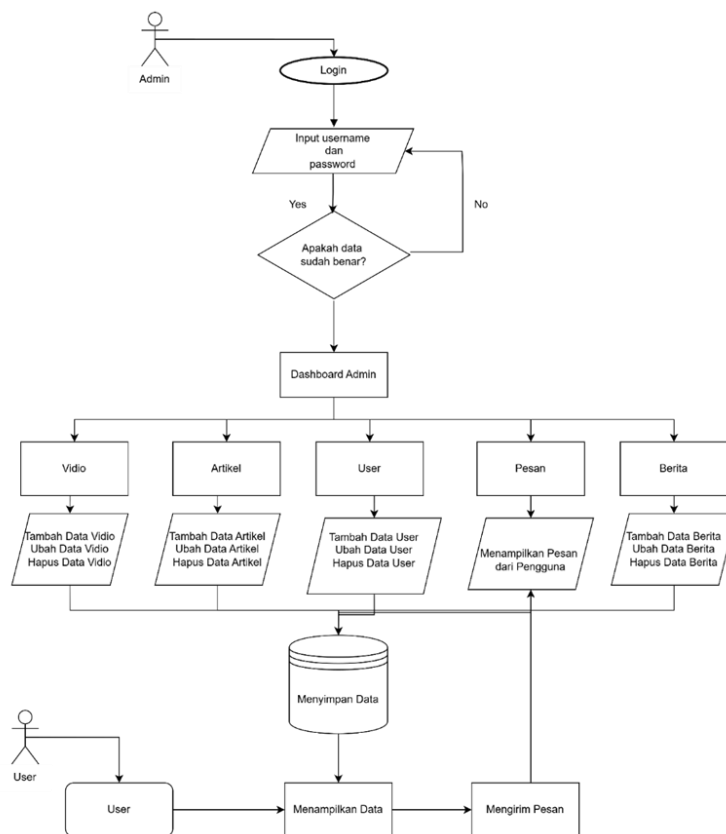 Admin
Login
Input username
dan
password
Yes
No
Apakah data
sudah benar?
Dashboard Admin
Vidio
Artikel
User
Pesan
Berita
Tambah Data Vidio
Ubah Data Vidio
Hapus Data Vidio
Tambah Data Artikel
Ubah Data Artikel
Hapus Data Artikel
Tambah Data User
Ubah Data User
Hapus Data User
Menampilkan Pesan
dari Pengguna
Tambah Data Berita
Ubah Data Berita
Hapus Data Berita
Menyimpan Data
User
User
Menampilkan Data
Mengirim Pesan